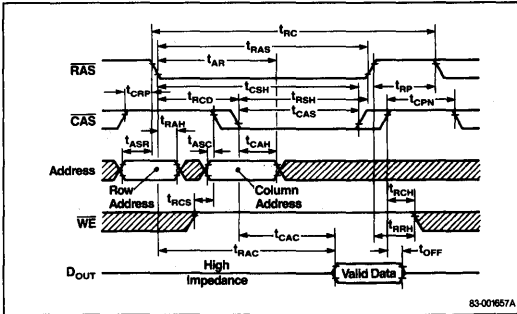 tRC
tRAS
tAR
RAS
tCRP
tCSH
tRP
tRCD
tRSH
tCPN
CAS
tRAH
tCAS
tASR
tASC
tCAH
Address
Row
Address
Column
Address
tRCS
tRCH
WE
tCAC
tRRH
tRAC
tOFF
DOUT
High
Impedance
Valid Data
83-001657A